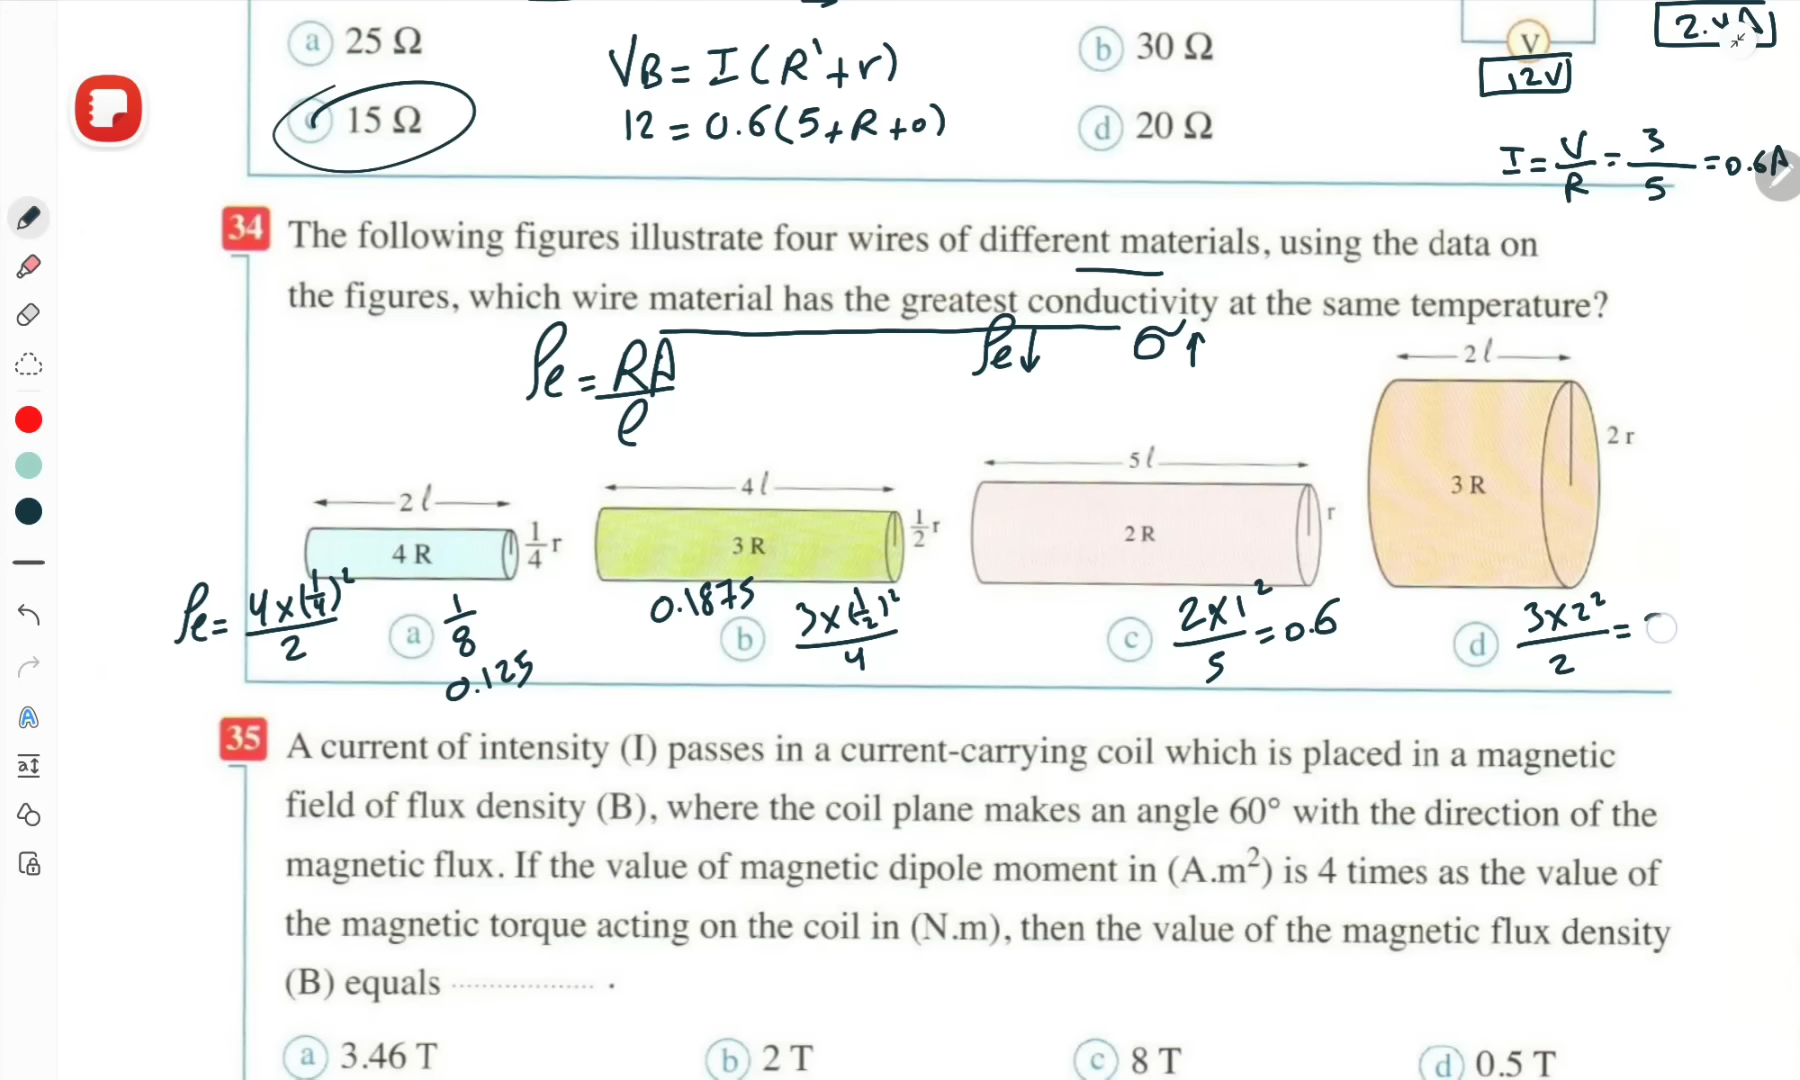 a 25 Ω
b 30 Ω
15 Ω
d 20 Ω
V_B = I (R' + r)
12 = 0.6 (5 + R + 0)
V
12V
I = V/R = 3/5 = 0.6A
34 The following figures illustrate four wires of different materials, using the data on
the figures, which wire material has the greatest conductivity at the same temperature?
ρe = RA/ℓ
ρe↓ σ↑
2 l
4 R
1/4 r
4 l
3 R
1/2 r
5 l
2 R
r
2 l
3 R
2 r
ρe = 4×(1/4)²/2
a 1/8
0.125
0.1875
b 3×(1/2)²/4
c 2×1²/5 = 0.6
d 3×2²/2 =
35 A current of intensity (I) passes in a current-carrying coil which is placed in a magnetic
field of flux density (B), where the coil plane makes an angle 60° with the direction of the
magnetic flux. If the value of magnetic dipole moment in (A.m²) is 4 times as the value of
the magnetic torque acting on the coil in (N.m), then the value of the magnetic flux density
(B) equals ................... .
a 3.46 T
b 2 T
c 8 T
d 0.5 T